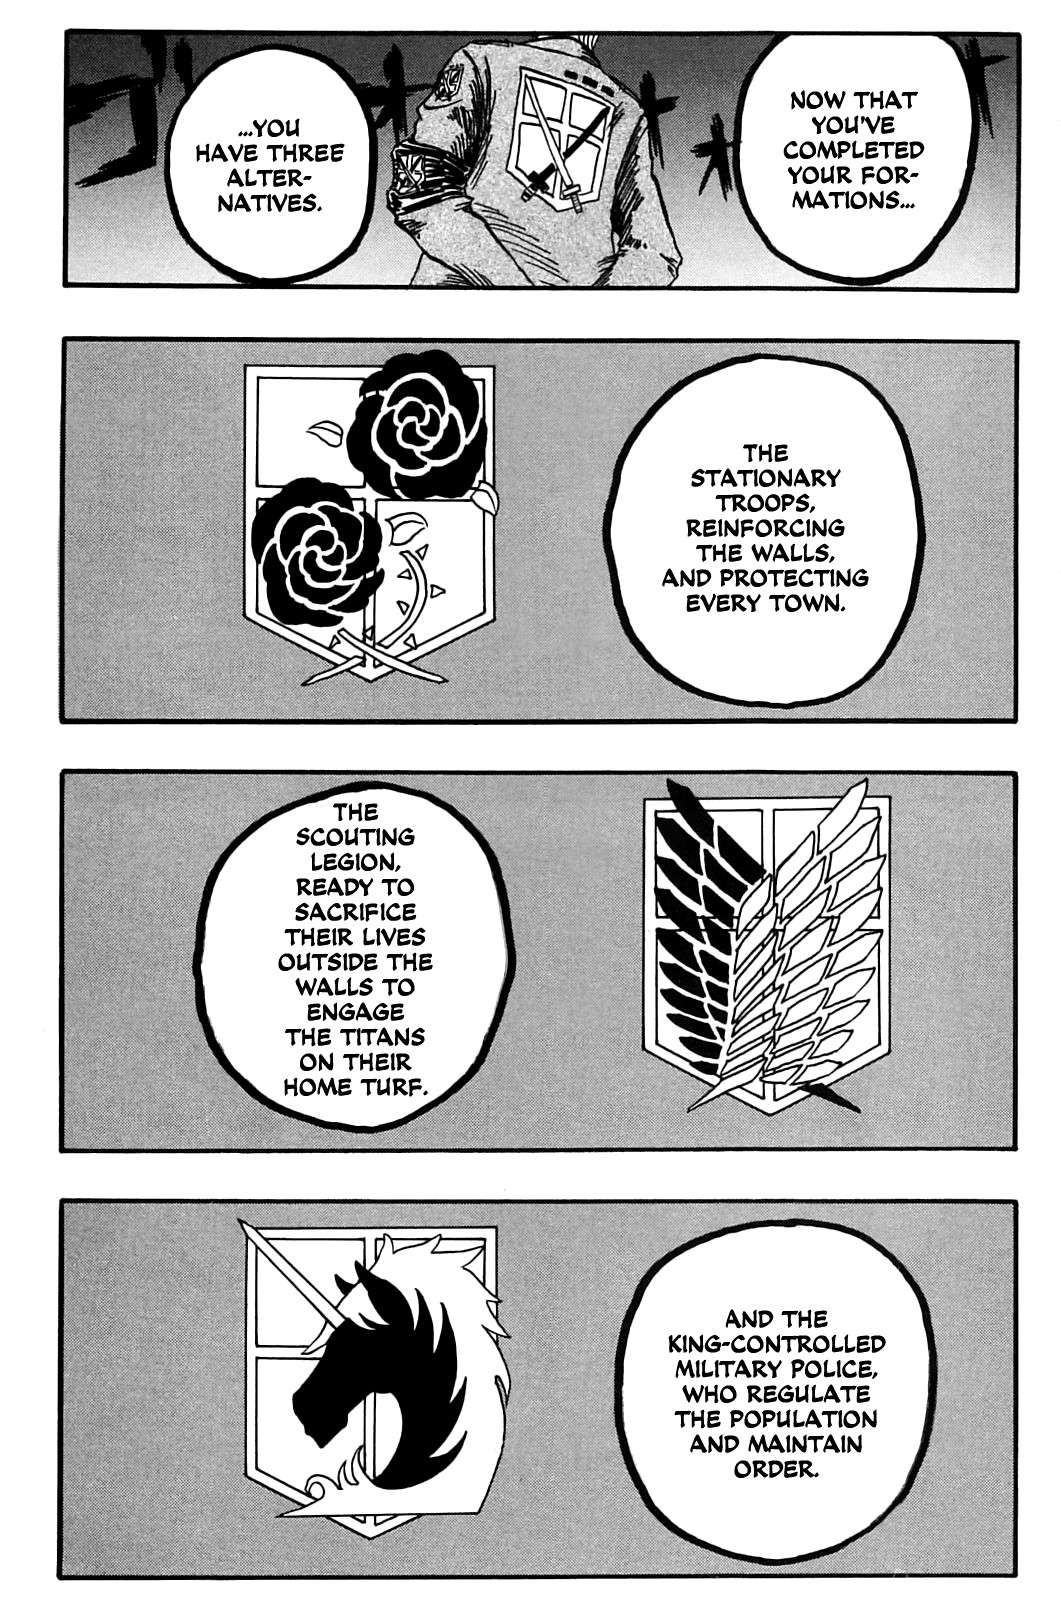 NOW THAT
YOU'VE
COMPLETED
YOUR FOR-
MATIONS...
...YOU
HAVE THREE
ALTER-
NATIVES.
THE
STATIONARY
TROOPS,
REINFORCING
THE WALLS,
AND PROTECTING
EVERY TOWN.
THE
SCOUTING
LEGION,
READY TO
SACRIFICE
THEIR LIVES
OUTSIDE THE
WALLS TO
ENGAGE
THE TITANS
ON THEIR
HOME TURF.
AND THE
KING-CONTROLLED
MILITARY POLICE,
WHO REGULATE
THE POPULATION
AND MAINTAIN
ORDER.